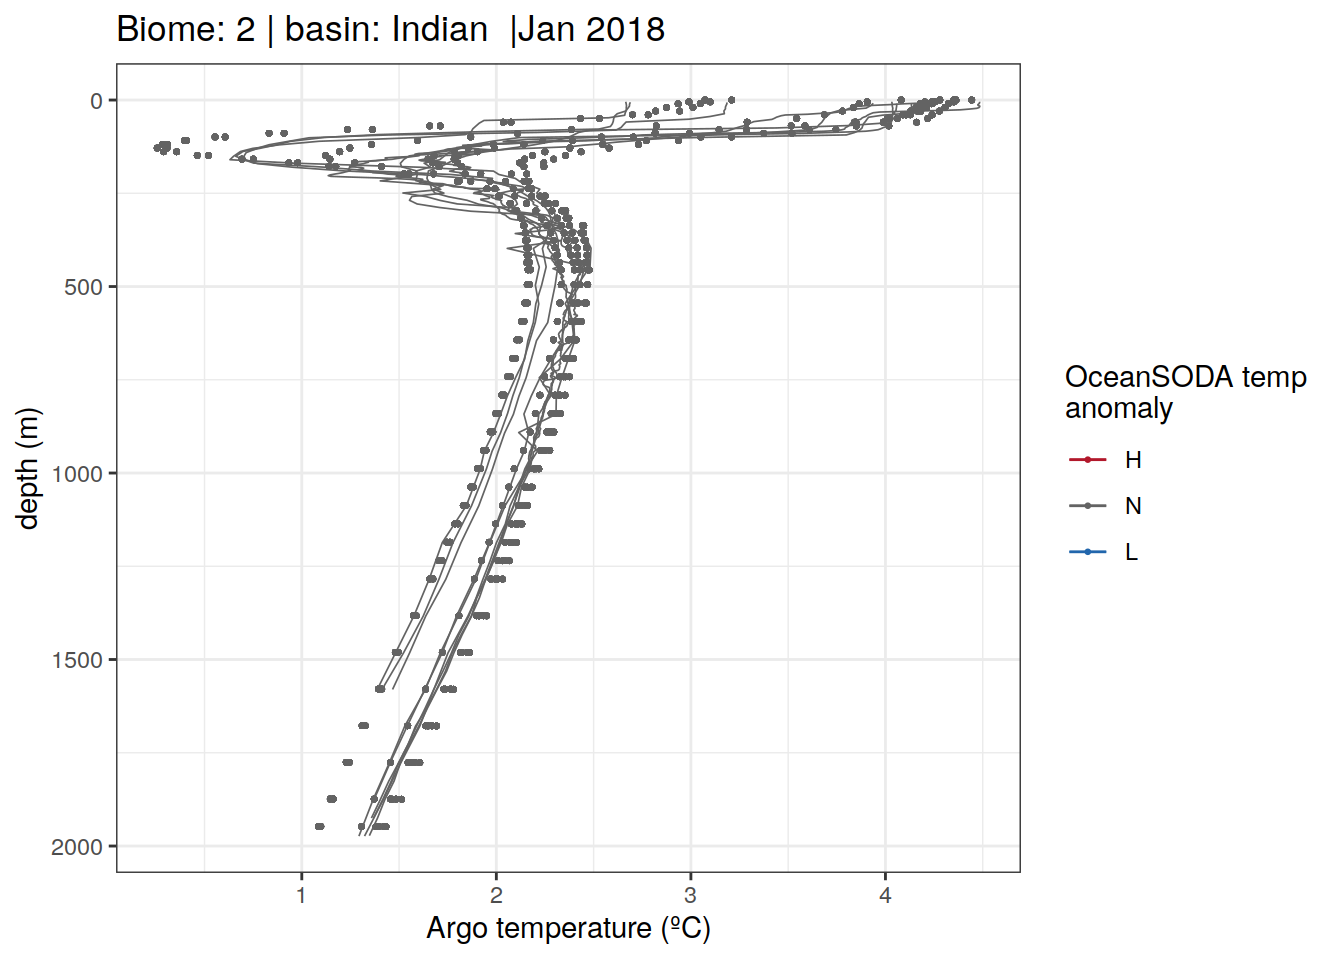 Biome: 2 | basin: Indian  |Jan 2018
0
500
1000
1500
2000
depth (m)
1 2 3 4
Argo temperature (ºC)
OceanSODA temp
anomaly
H
N
L